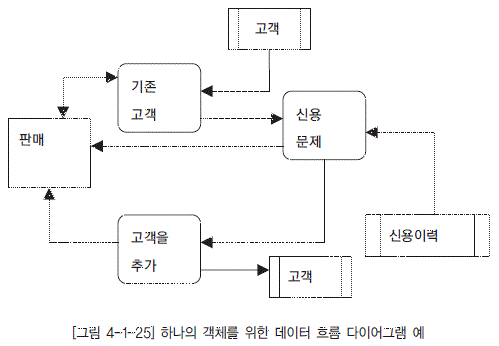 고객
기존
고객
신용
문제
판매
고객을
추가
신용이력
고객
[그림 4-1-25] 하나의 객체를 위한 데이터 흐름 다이어그램 예